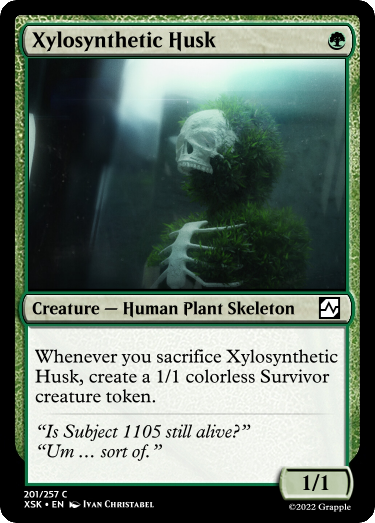 Xylosynthetic Husk
Creature — Human Plant Skeleton
Whenever you sacrifice Xylosynthetic
Husk, create a 1/1 colorless Survivor
creature token.
“Is Subject 1105 still alive?”
“Um … sort of.”
1/1
201/257 C
XSK • EN Ivan Christabel
©2022 Grapple